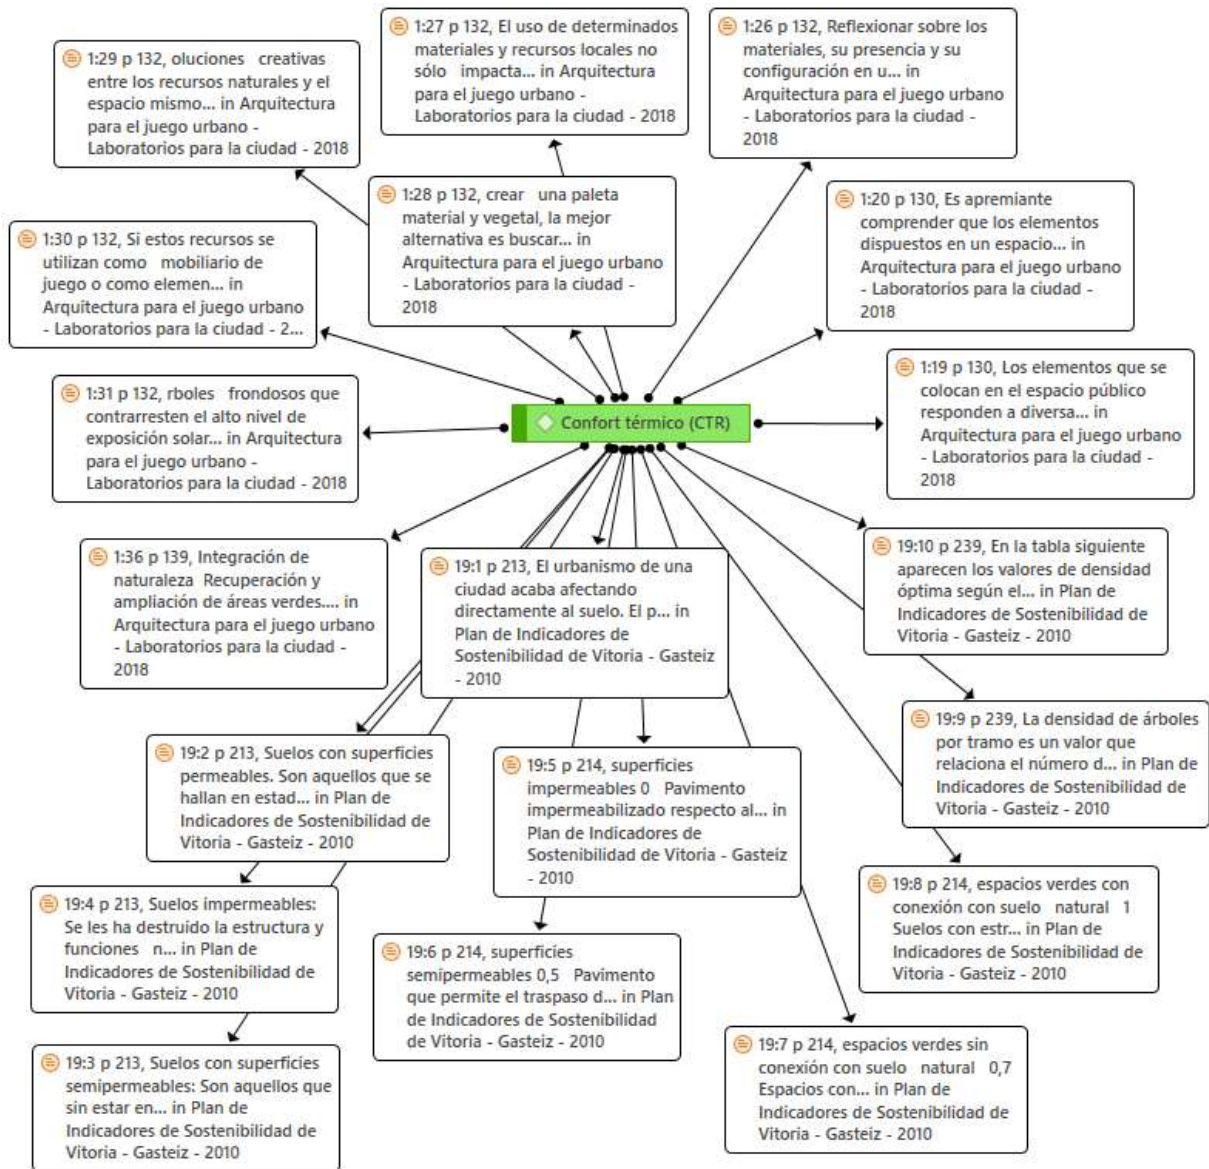 1:27 p 132, El uso de determinados
materiales y recursos locales no
sólo impacta... in Arquitectura
para el juego urbano -
Laboratorios para la ciudad - 2018
1:26 p 132, Reflexionar sobre los
materiales, su presencia y su
configuración en u... in
Arquitectura para el juego urbano
- Laboratorios para la ciudad -
2018
1:29 p 132, oluciones creativas
entre los recursos naturales y el
espacio mismo... in Arquitectura
para el juego urbano -
Laboratorios para la ciudad - 2018
1:28 p 132, crear una paleta
material y vegetal, la mejor
alternativa es buscar... in
Arquitectura para el juego urbano
- Laboratorios para la ciudad -
2018
1:20 p 130, Es apremiante
comprender que los elementos
dispuestos en un espacio... in
Arquitectura para el juego urbano
- Laboratorios para la ciudad -
2018
1:30 p 132, Si estos recursos se
utilizan como mobiliario de
juego o como elemen... in
Arquitectura para el juego urbano
- Laboratorios para la ciudad - 2...
1:19 p 130, Los elementos que se
colocan en el espacio público
responden a diversa... in
Arquitectura para el juego urbano
- Laboratorios para la ciudad -
2018
1:31 p 132, rboles frondosos que
contrarresten el alto nivel de
exposición solar... in Arquitectura
para el juego urbano -
Laboratorios para la ciudad - 2018
Confort térmico (CTR)
1:36 p 139, Integración de
naturaleza Recuperación y
ampliación de áreas verdes.... in
Arquitectura para el juego urbano
- Laboratorios para la ciudad -
2018
19:1 p 213, El urbanismo de una
ciudad acaba afectando
directamente al suelo. El p... in
Plan de Indicadores de
Sostenibilidad de Vitoria - Gasteiz
- 2010
19:10 p 239, En la tabla siguiente
aparecen los valores de densidad
óptima según el... in Plan de
Indicadores de Sostenibilidad de
Vitoria - Gasteiz - 2010
19:9 p 239, La densidad de árboles
por tramo es un valor que
relaciona el número d... in Plan de
Indicadores de Sostenibilidad de
Vitoria - Gasteiz - 2010
19:2 p 213, Suelos con superficies
permeables. Son aquellos que se
hallan en estad... in Plan de
Indicadores de Sostenibilidad de
Vitoria - Gasteiz - 2010
19:5 p 214, superficies
impermeables 0 Pavimento
impermeabilizado respecto al... in
Plan de Indicadores de
Sostenibilidad de Vitoria - Gasteiz
- 2010
19:8 p 214, espacios verdes con
conexión con suelo natural 1
Suelos con estr... in Plan de
Indicadores de Sostenibilidad de
Vitoria - Gasteiz - 2010
19:4 p 213, Suelos impermeables:
Se les ha destruido la estructura y
funciones n... in Plan de
Indicadores de Sostenibilidad de
Vitoria - Gasteiz - 2010
19:6 p 214, superficies
semipermeables 0,5 Pavimento
que permite el traspaso d... in Plan
de Indicadores de Sostenibilidad
de Vitoria - Gasteiz - 2010
19:7 p 214, espacios verdes sin
conexión con suelo natural 0,7
Espacios con... in Plan de
Indicadores de Sostenibilidad de
Vitoria - Gasteiz - 2010
19:3 p 213, Suelos con superficies
semipermeables: Son aquellos que
sin estar en... in Plan de
Indicadores de Sostenibilidad de
Vitoria - Gasteiz - 2010